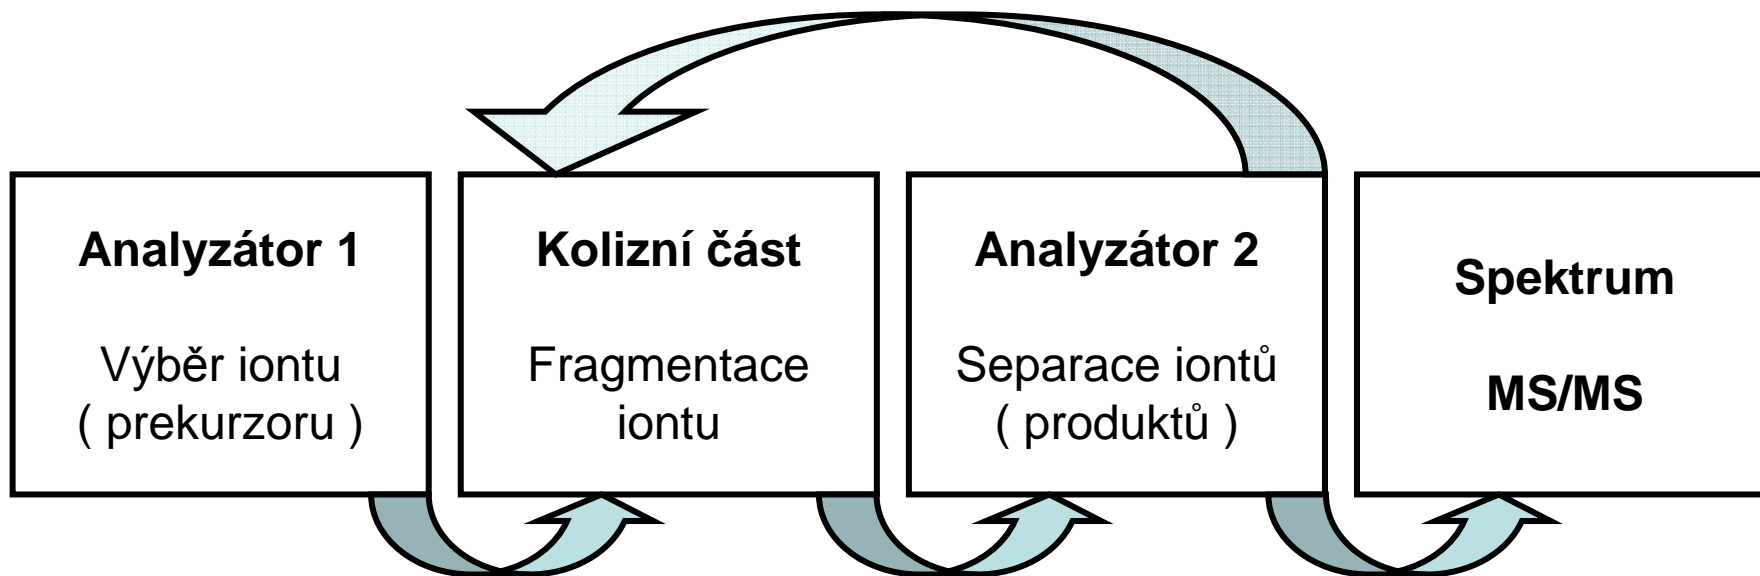 Analyzátor 1
Výběr iontu
( prekurzoru )
Kolizní část
Fragmentace
iontu
Analyzátor 2
Separace iontů
( produktů )
Spektrum
MS/MS